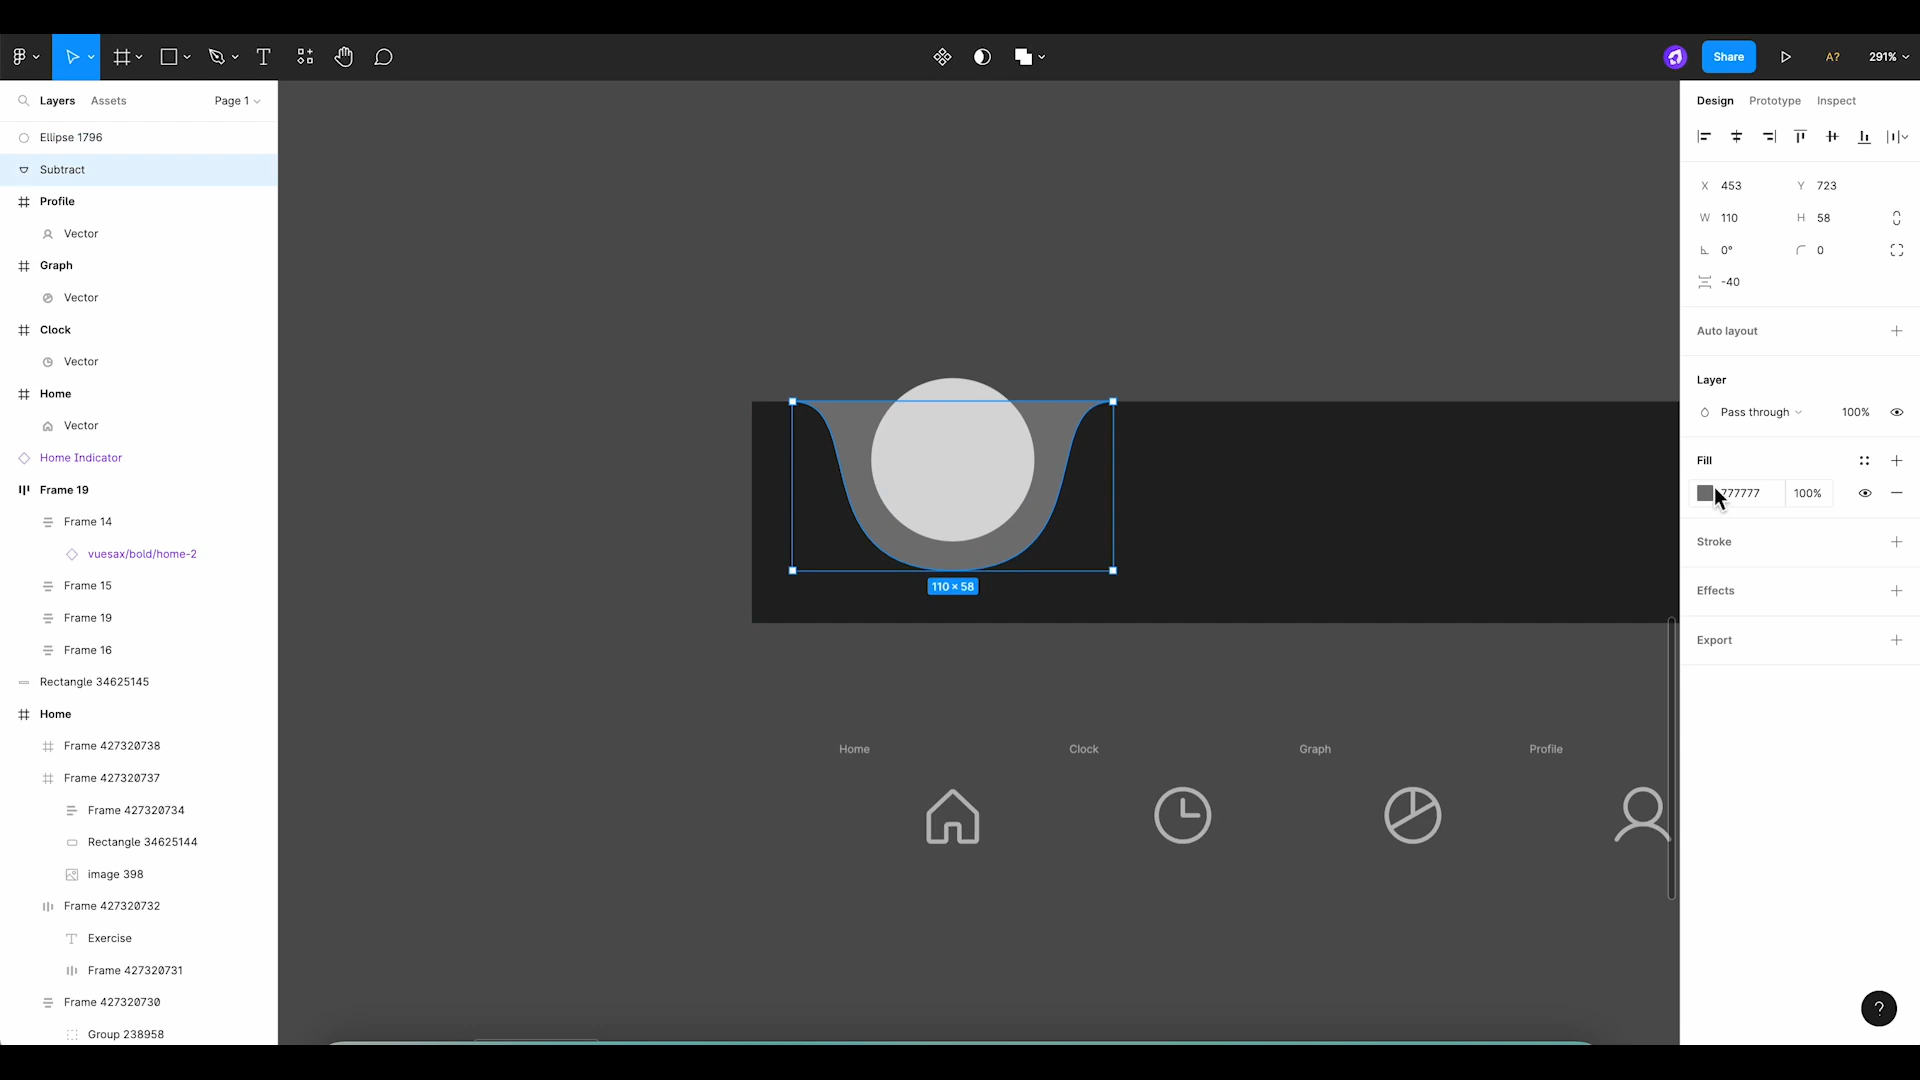 Share
A?
291%
Layers
Assets
Page 1
Ellipse 1796
Subtract
Profile
Vector
Graph
Vector
Clock
Vector
Home
Vector
Home Indicator
Frame 19
Frame 14
vuesax/bold/home-2
Frame 15
Frame 19
Frame 16
Rectangle 34625145
Home
Frame 427320738
Frame 427320737
Frame 427320734
Rectangle 34625144
image 398
Frame 427320732
Exercise
Frame 427320731
Frame 427320730
Group 238958
110 × 58
Home
Clock
Graph
Profile
Design
Prototype
Inspect
X 453
Y 723
W 110
H 58
0°
0
-40
Auto layout
Layer
Pass through
100%
Fill
777777
100%
Stroke
Effects
Export
?